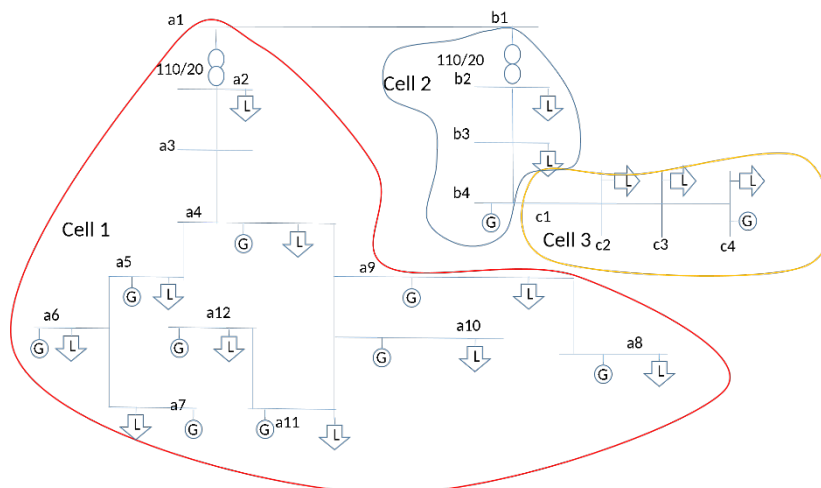 a1 b1
110/20 a2 L
110/20 Cell 2 b2 L
a3 b3 L
b4 G c1 L L L
Cell 3 c2 c3 c4 G
Cell 1 a4 G L
a5 G L a9 G L
a6 G L a12 G L a10 G L
a8 G L
a7 L G G a11 L